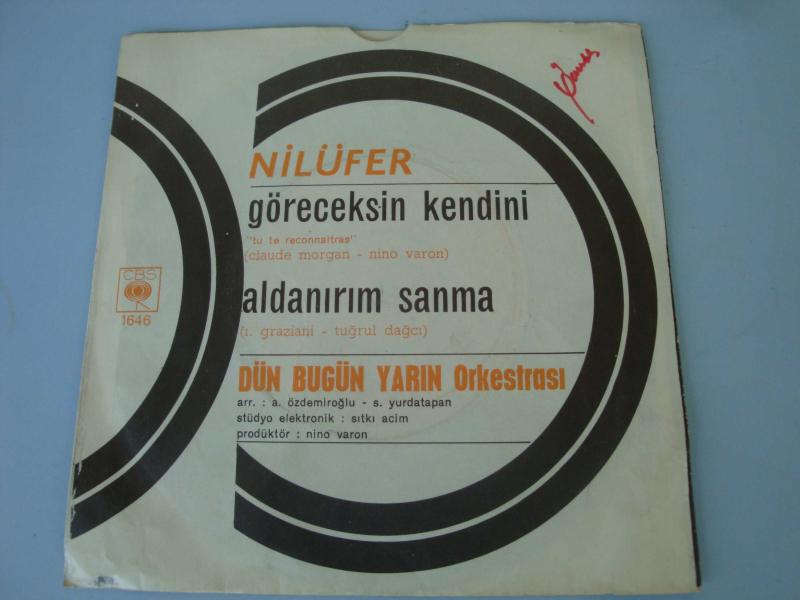 NİLÜFER
göreceksin kendini
"tu te reconnaitras"
(claude morgan - nino varon)
CBS
1646
aldanırım sanma
(ı. graziani - tuğrul dağcı)
DÜN BUGÜN YARIN Orkestrası
arr. : a. özdemiroğlu - s. yurdatapan
stüdyo elektronik : sıtkı acim
prodüktör : nino varon